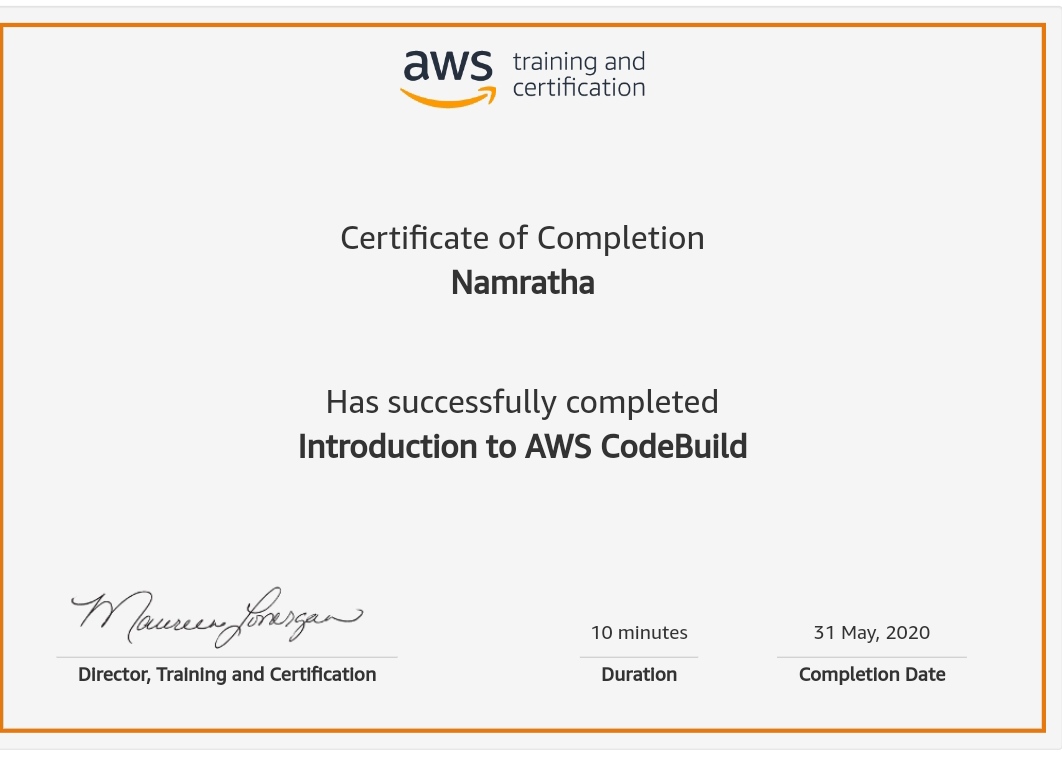 aws training and
certification
Certificate of Completion
Namratha
Has successfully completed
Introduction to AWS CodeBuild
Maureen Lonergan
10 minutes
31 May, 2020
Director, Training and Certification
Duration
Completion Date